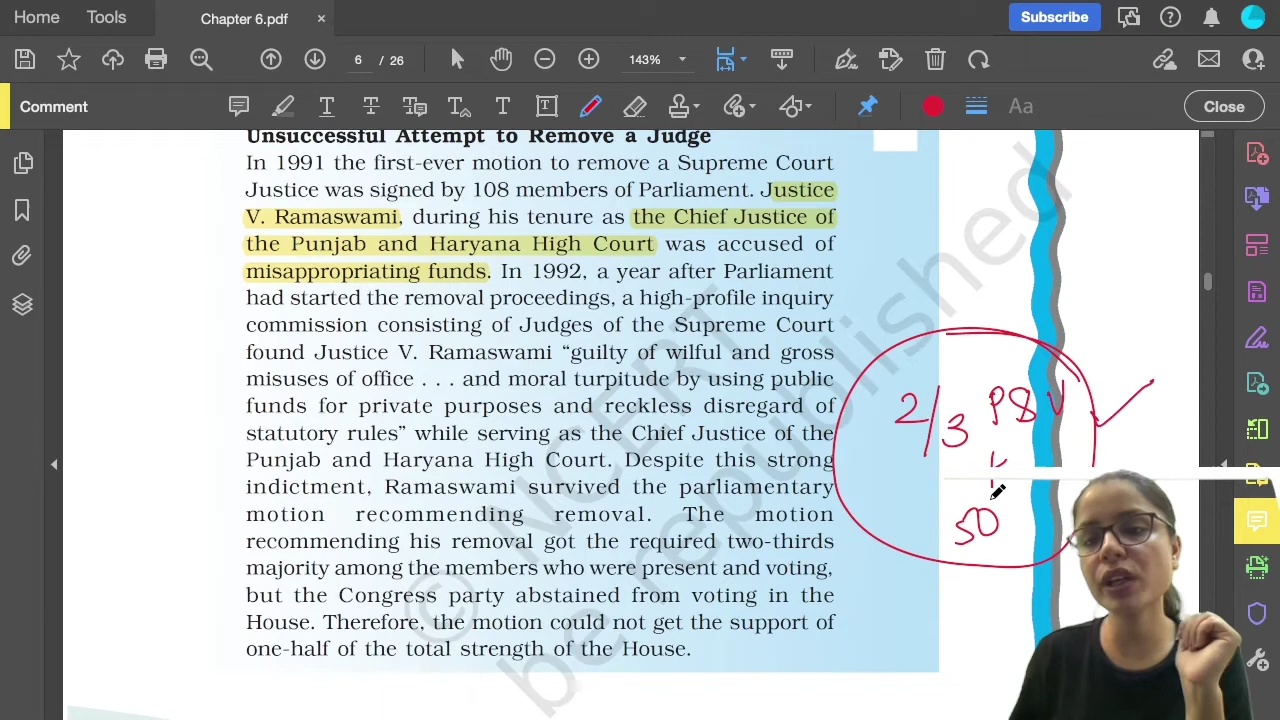 Home Tools Chapter 6.pdf × Subscribe
6 / 26 143%
Comment Aa Close
Unsuccessful Attempt to Remove a Judge
In 1991 the first-ever motion to remove a Supreme Court
Justice was signed by 108 members of Parliament. Justice
V. Ramaswami, during his tenure as the Chief Justice of
the Punjab and Haryana High Court was accused of
misappropriating funds. In 1992, a year after Parliament
had started the removal proceedings, a high-profile inquiry
commission consisting of Judges of the Supreme Court
found Justice V. Ramaswami “guilty of wilful and gross
misuses of office . . . and moral turpitude by using public
funds for private purposes and reckless disregard of
statutory rules” while serving as the Chief Justice of the
Punjab and Haryana High Court. Despite this strong
indictment, Ramaswami survived the parliamentary
motion recommending removal. The motion
recommending his removal got the required two-thirds
majority among the members who were present and voting,
but the Congress party abstained from voting in the
House. Therefore, the motion could not get the support of
one-half of the total strength of the House.
2/3 P&V
50
© NCERT
be republished